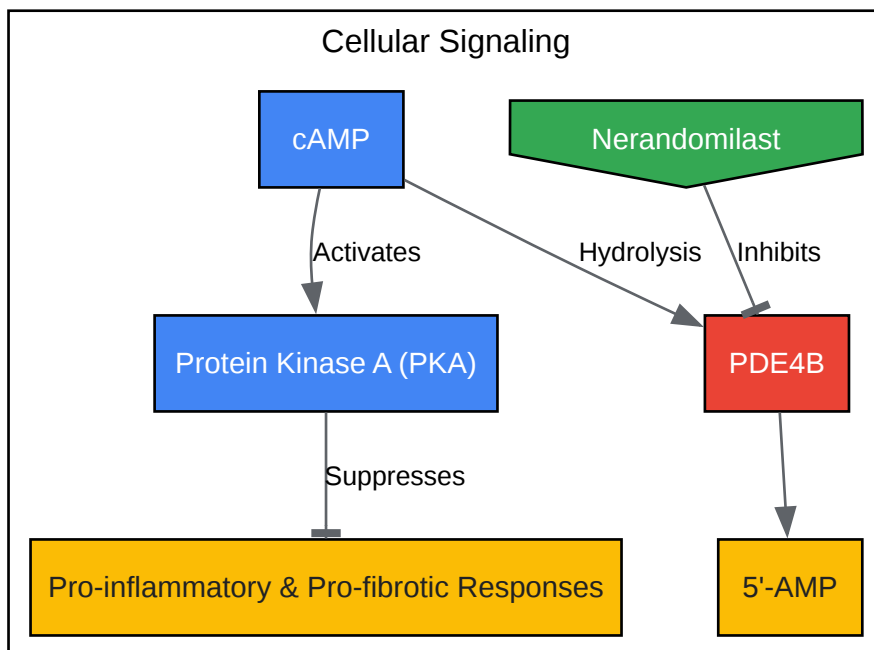 Cellular Signaling
cAMP
Nerandomilast
Activates
Hydrolysis
Inhibits
Protein Kinase A (PKA)
PDE4B
Suppresses
Pro-inflammatory & Pro-fibrotic Responses
5'-AMP